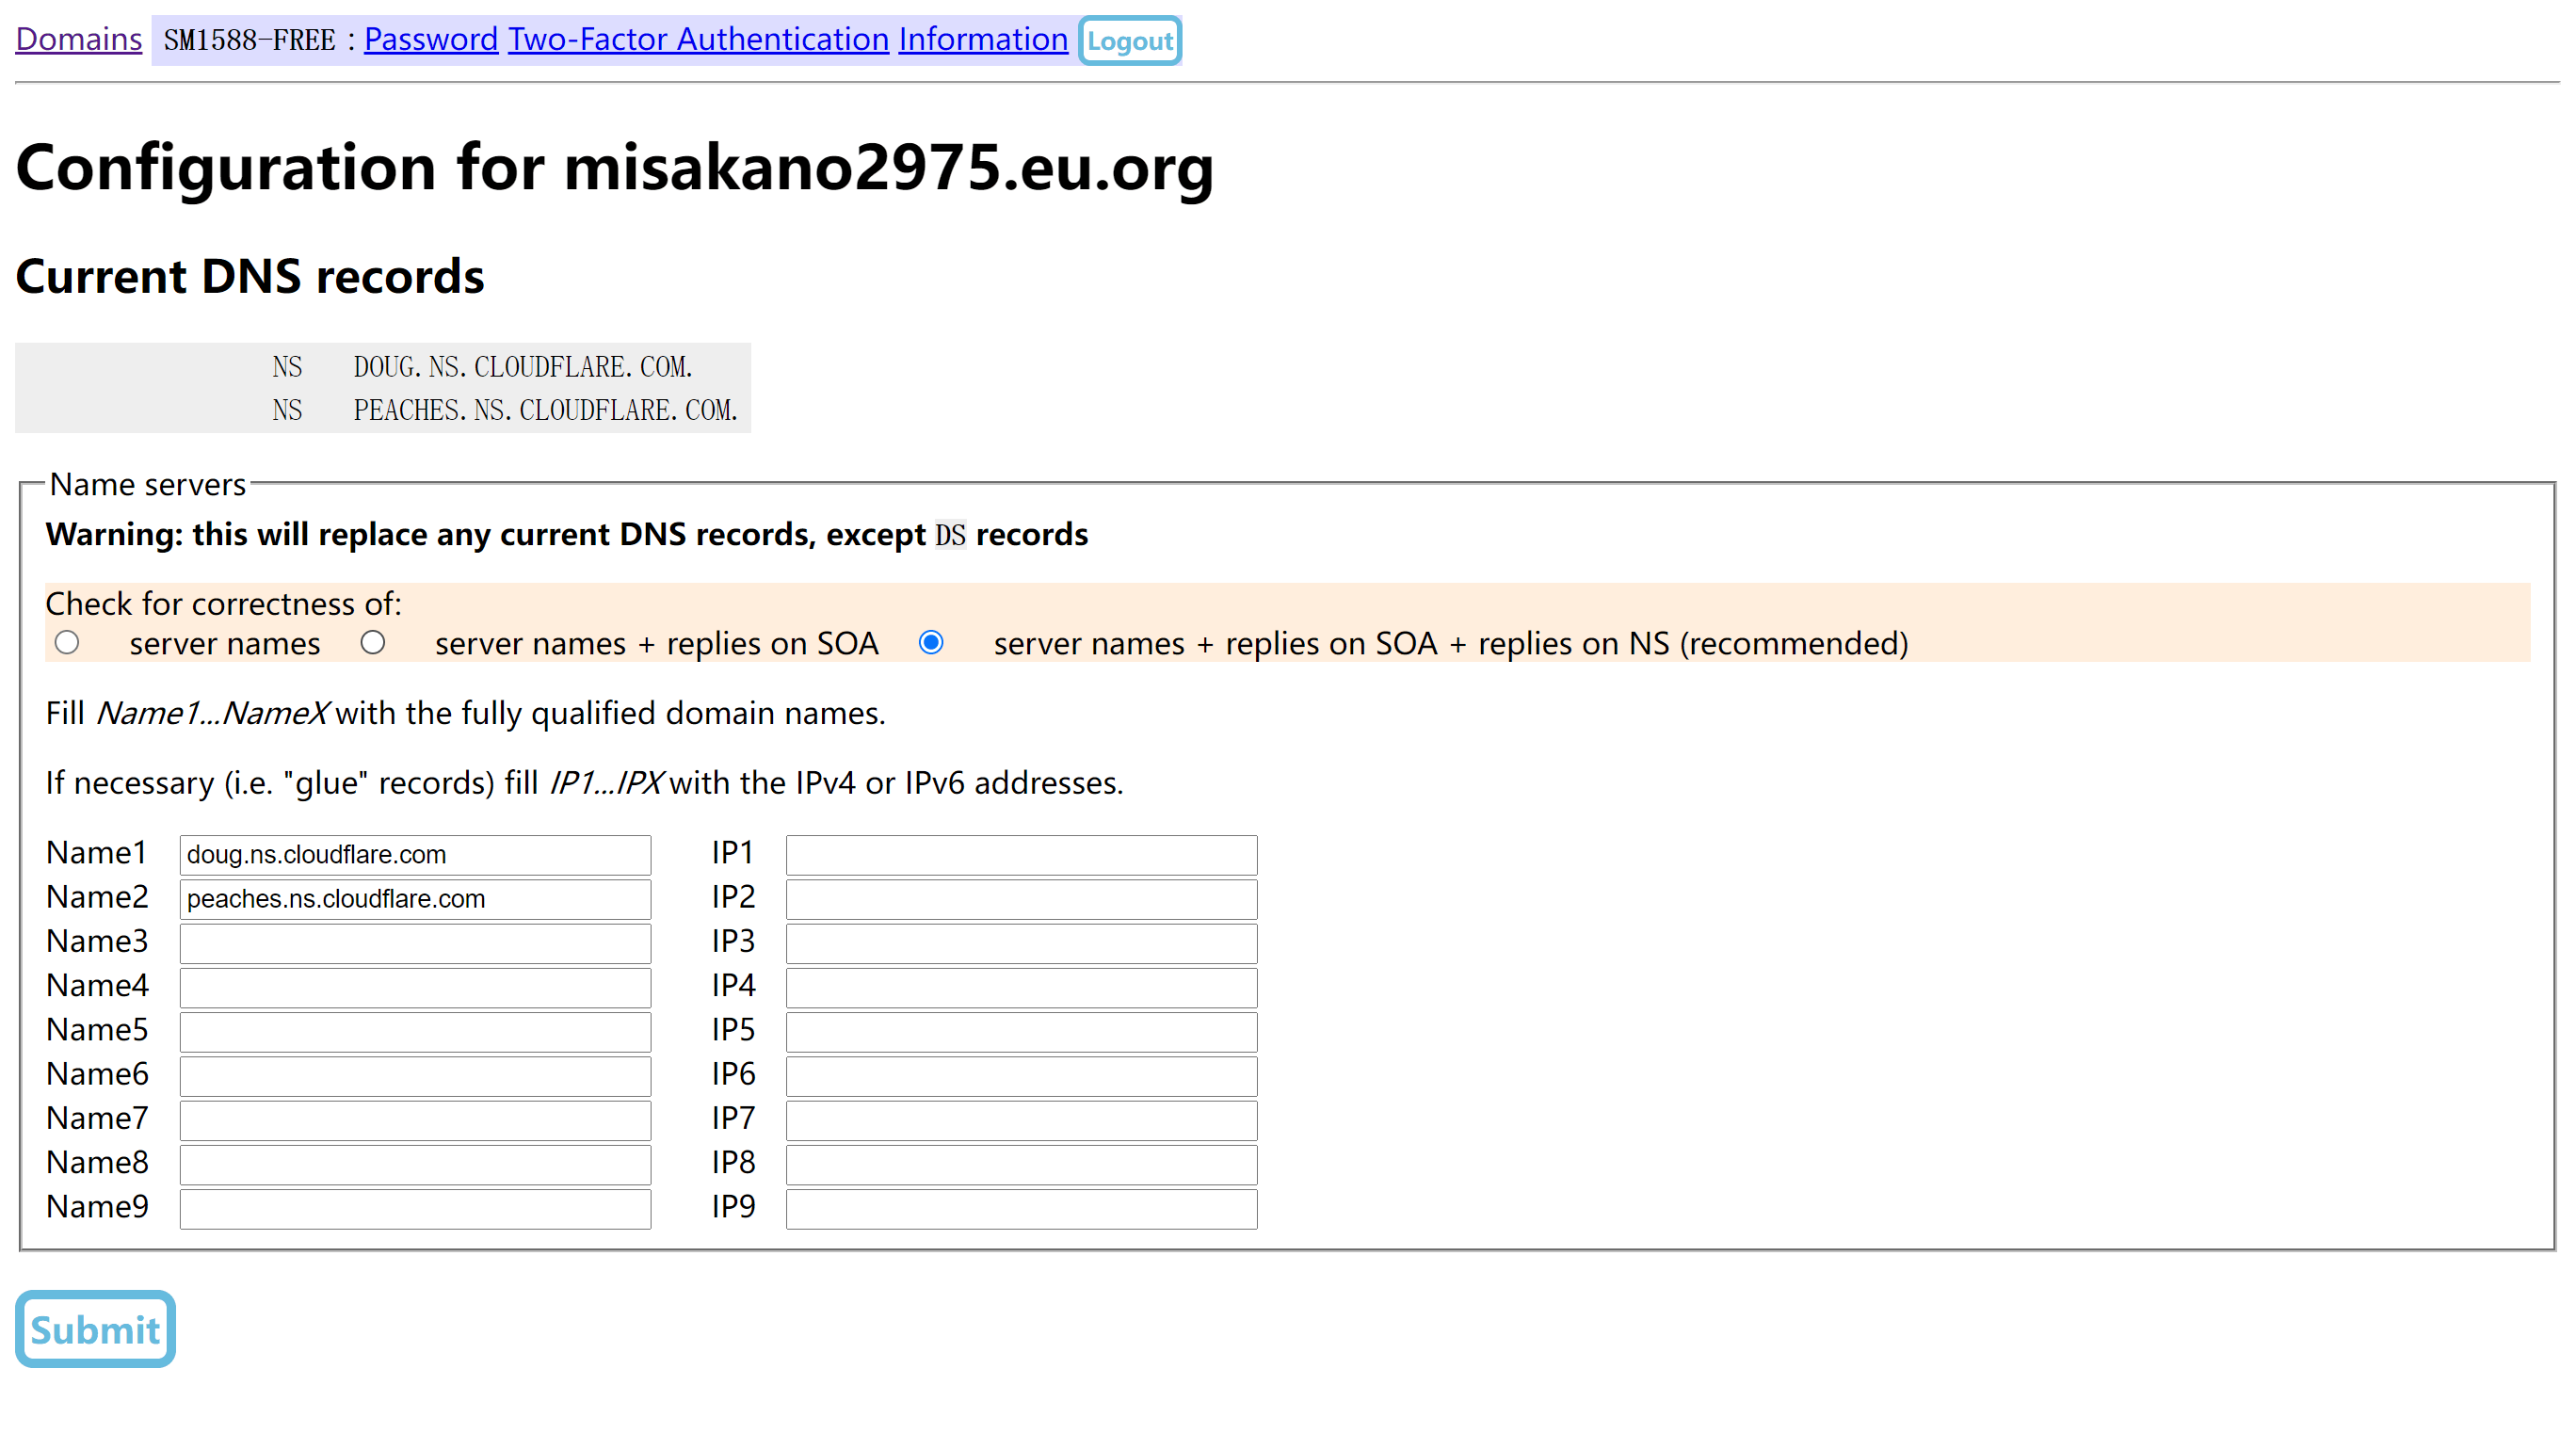 Domains SM1588-FREE : Password Two-Factor Authentication Information Logout
Configuration for misakano2975.eu.org
Current DNS records
NS DOUG.NS.CLOUDFLARE.COM.
NS PEACHES.NS.CLOUDFLARE.COM.
Name servers
Warning: this will replace any current DNS records, except DS records
Check for correctness of:
server names server names + replies on SOA server names + replies on SOA + replies on NS (recommended)
Fill Name1...NameX with the fully qualified domain names.
If necessary (i.e. "glue" records) fill IP1...IPX with the IPv4 or IPv6 addresses.
Name1 doug.ns.cloudflare.com IP1
Name2 peaches.ns.cloudflare.com IP2
Name3 IP3
Name4 IP4
Name5 IP5
Name6 IP6
Name7 IP7
Name8 IP8
Name9 IP9
Submit